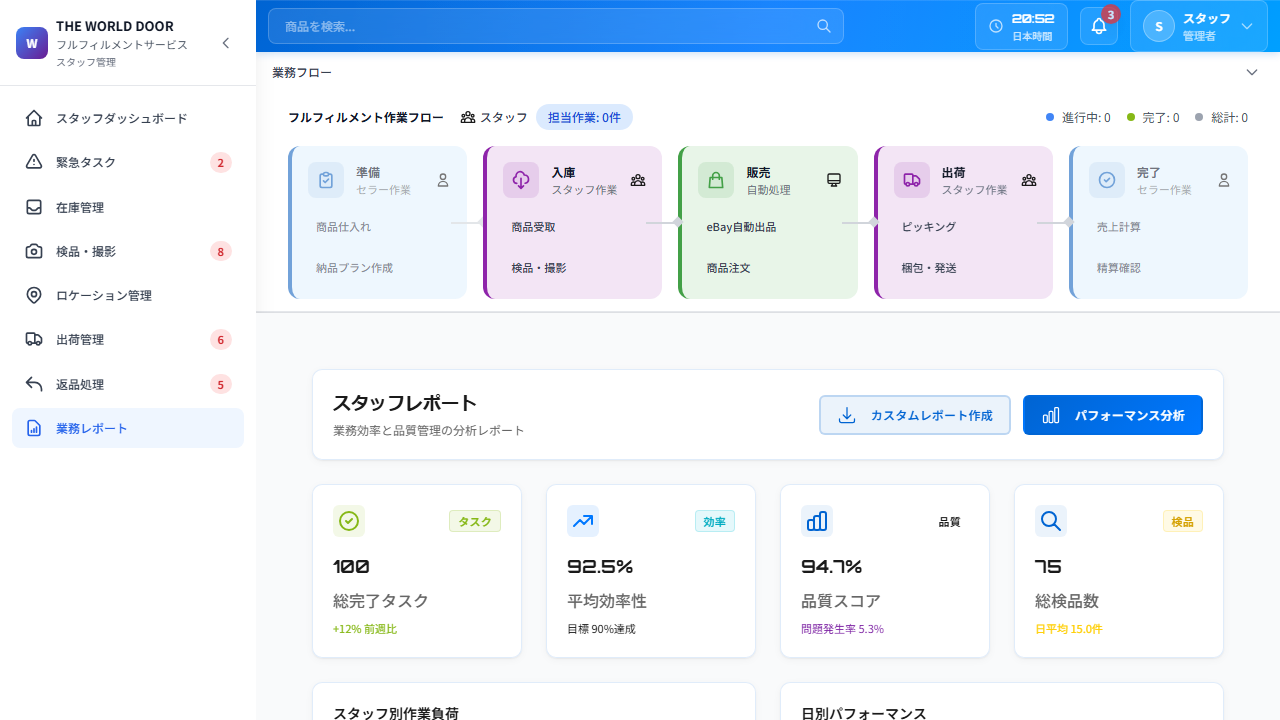 W
THE WORLD DOOR
フルフィルメントサービス
スタッフ管理
スタッフダッシュボード
緊急タスク
2
在庫管理
検品・撮影
8
ロケーション管理
出荷管理
6
返品処理
5
業務レポート
商品を検索...
20:52
日本時間
3
S
スタッフ
管理者
業務フロー
フルフィルメント作業フロー
スタッフ
担当作業: 0件
進行中: 0
完了: 0
総計: 0
準備
セラー作業
商品仕入れ
納品プラン作成
入庫
スタッフ作業
商品受取
検品・撮影
販売
自動処理
eBay自動出品
商品注文
出荷
スタッフ作業
ピッキング
梱包・発送
完了
セラー作業
売上計算
精算確認
スタッフレポート
業務効率と品質管理の分析レポート
カスタムレポート作成
パフォーマンス分析
タスク
100
総完了タスク
+12% 前週比
効率
92.5%
平均効率性
目標 90%達成
品質
94.7%
品質スコア
問題発生率 5.3%
検品
75
総検品数
日平均 15.0件
スタッフ別作業負荷
日別パフォーマンス